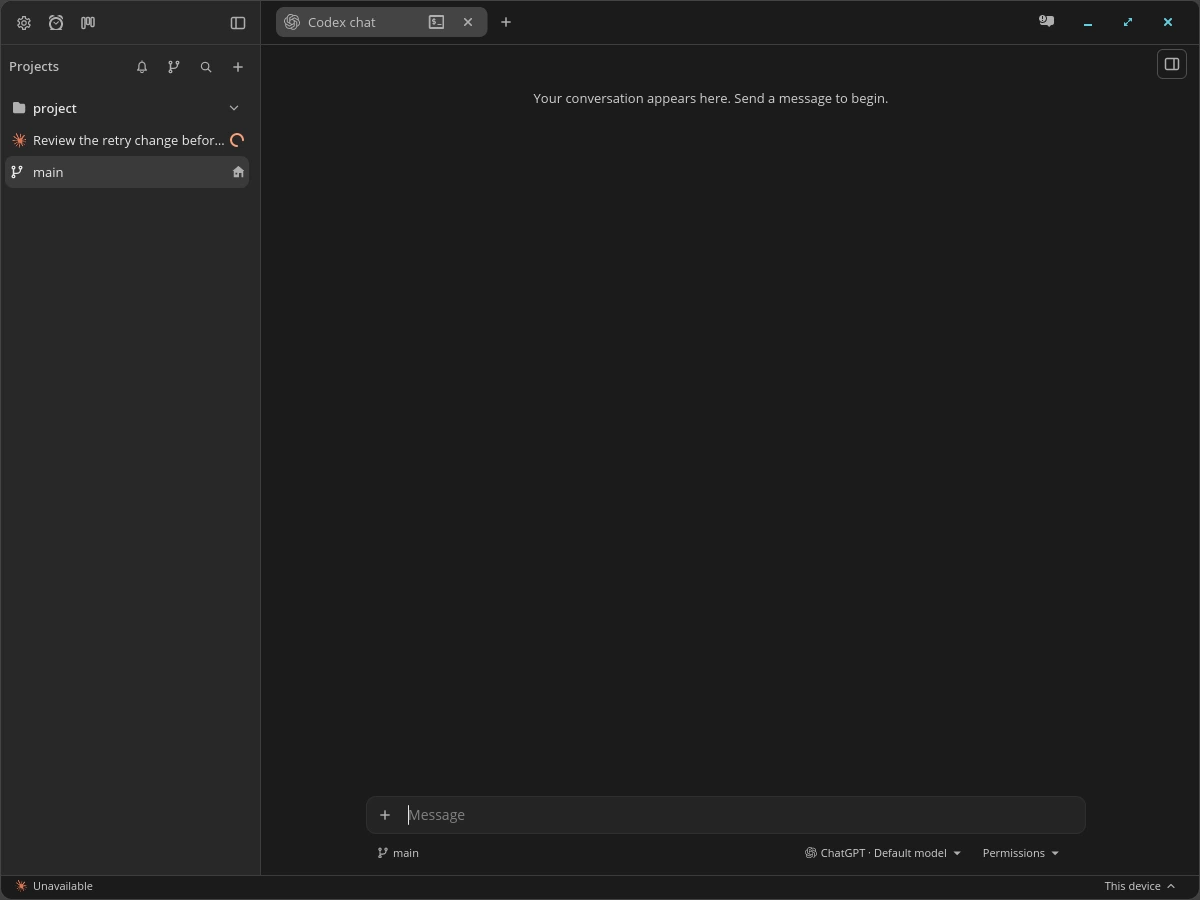 Codex chat
Projects
project
Review the retry change befor...
main
Your conversation appears here. Send a message to begin.
Message
main
ChatGPT · Default model
Permissions
Unavailable
This device